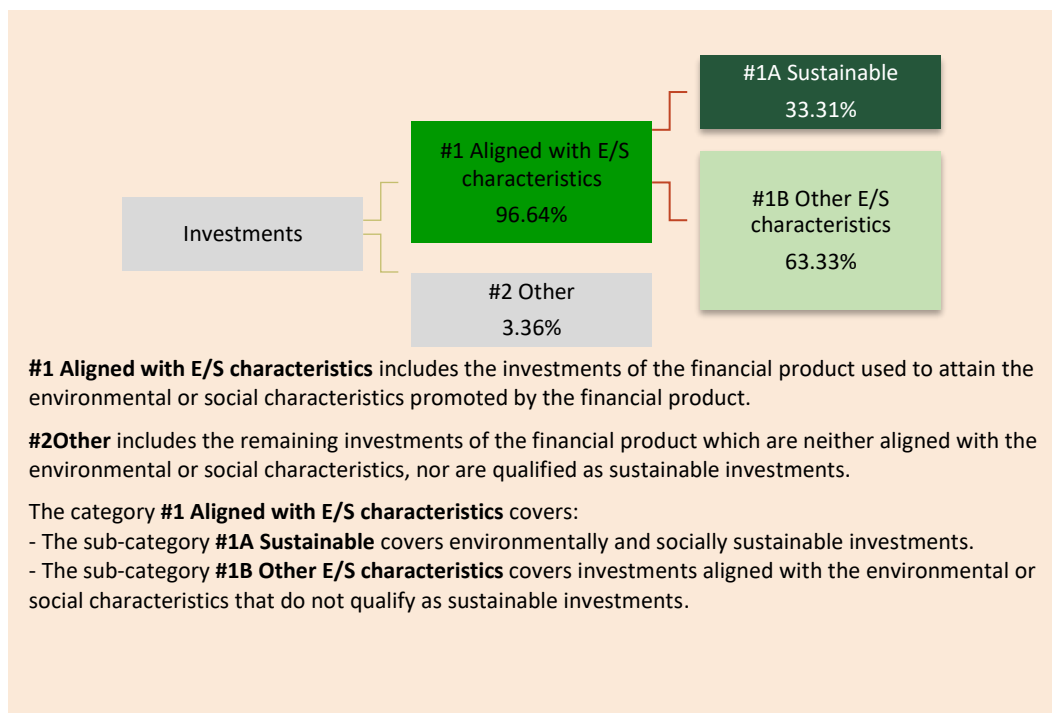 #1A Sustainable
33.31%
#1 Aligned with E/S
characteristics
96.64%
#1B Other E/S
characteristics
63.33%
Investments
#2 Other
3.36%
#1 Aligned with E/S characteristics includes the investments of the financial product used to attain the
environmental or social characteristics promoted by the financial product.
#2Other includes the remaining investments of the financial product which are neither aligned with the
environmental or social characteristics, nor are qualified as sustainable investments.
The category #1 Aligned with E/S characteristics covers:
- The sub-category #1A Sustainable covers environmentally and socially sustainable investments.
- The sub-category #1B Other E/S characteristics covers investments aligned with the environmental or
social characteristics that do not qualify as sustainable investments.